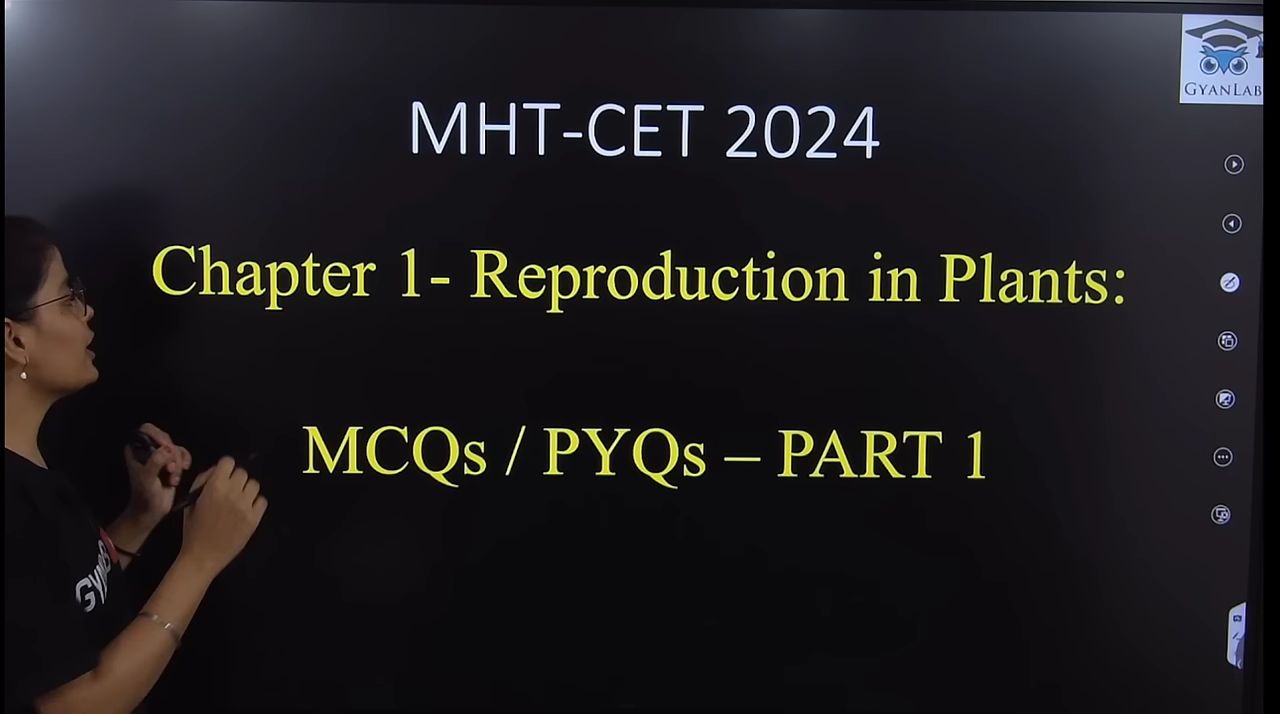 GYANLAB
MHT-CET 2024
Chapter 1- Reproduction in Plants:
MCQs / PYQs – PART 1